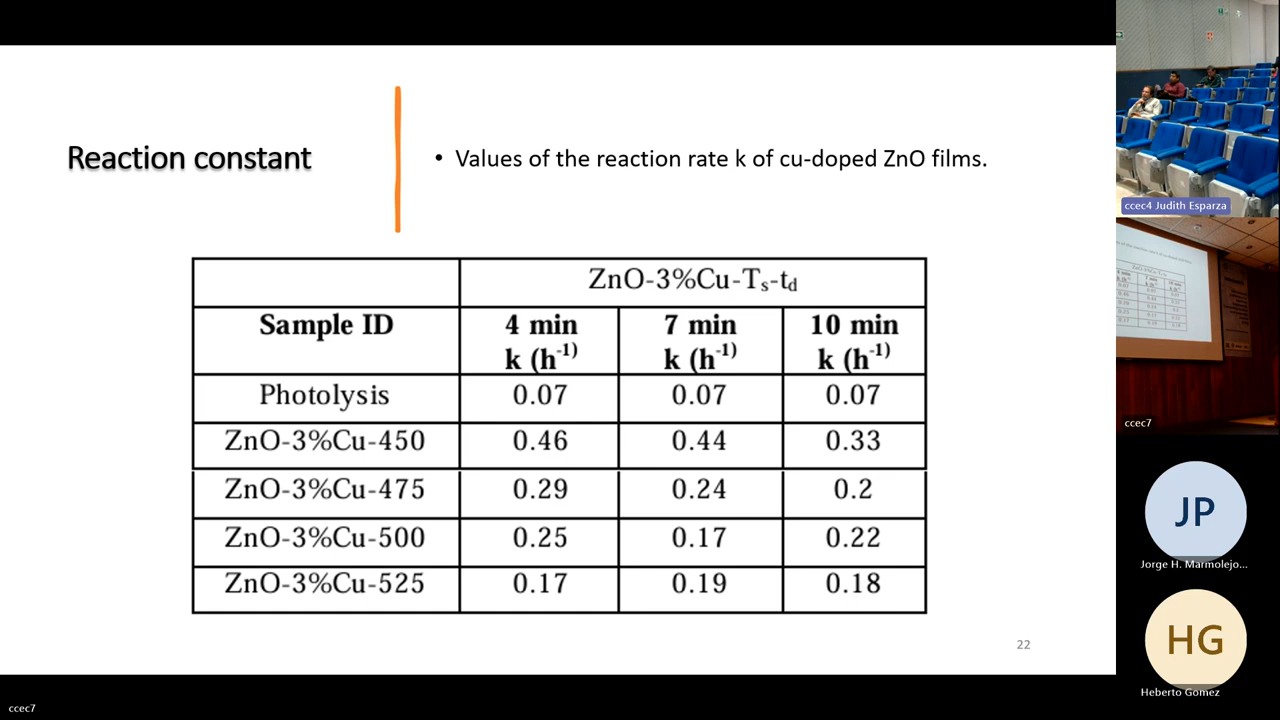 Reaction constant
• Values of the reaction rate k of cu-doped ZnO films.
ZnO-3%Cu-Tₛ-t_d
Sample ID
4 min k (h⁻¹)
7 min k (h⁻¹)
10 min k (h⁻¹)
Photolysis 0.07 0.07 0.07
ZnO-3%Cu-450 0.46 0.44 0.33
ZnO-3%Cu-475 0.29 0.24 0.2
ZnO-3%Cu-500 0.25 0.17 0.22
ZnO-3%Cu-525 0.17 0.19 0.18
22
ccec7
ccec4 Judith Esparza
ccec7
JP
Jorge H. Marmolejo...
HG
Heberto Gomez